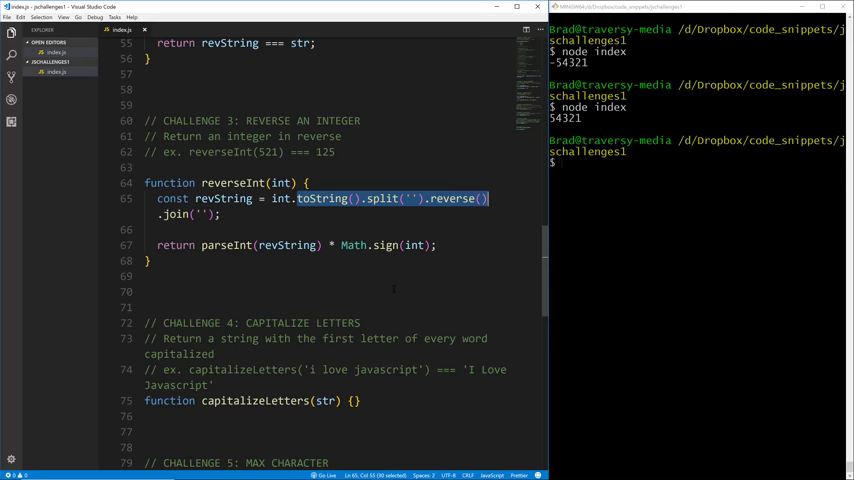 index.js - Visual Studio Code
File Edit Selection View Go Debug Tasks Help
EXPLORER
OPEN EDITORS
index.js
JSCHALLENGES1
index.js
index.js
55 return revString === str;
56 }
57
58
59
60 // CHALLENGE 3: REVERSE AN INTEGER
61 // Return an integer in reverse
62 // ex. reverseInt(521) === 125
63
64 function reverseInt(int) {
65 const revString = int.toString().split('').reverse()
.join('');
66
67 return parseInt(revString) * Math.sign(int);
68 }
69
70
71
72 // CHALLENGE 4: CAPITALIZE LETTERS
73 // Return a string with the first letter of every word
capitalized
74 // ex. capitalizeLetters('i love javascript') === 'I Love
Javascript'
75 function capitalizeLetters(str) {}
76
77
78
79 // CHALLENGE 5: MAX CHARACTER
0 0
Go Live Ln 65, Col 55 (30 selected) Spaces: 2 UTF-8 CRLF JavaScript Prettier
MINGW64:/d/Dropbox/code_snippets/jschallenges1
Brad@traversy-media /d/Dropbox/code_snippets/j
schallenges1
$ node index
-54321
Brad@traversy-media /d/Dropbox/code_snippets/j
schallenges1
$ node index
54321
Brad@traversy-media /d/Dropbox/code_snippets/j
schallenges1
$